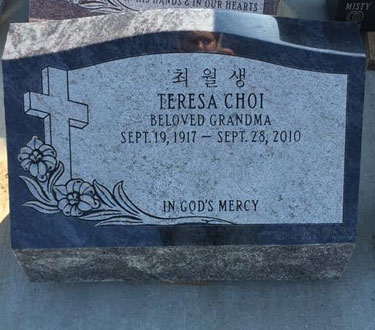 HIS HANDS & IN OUR HEARTS
MISTY
최월생
TERESA CHOI
BELOVED GRANDMA
SEPT. 19, 1917 — SEPT. 28, 2010
IN GOD'S MERCY